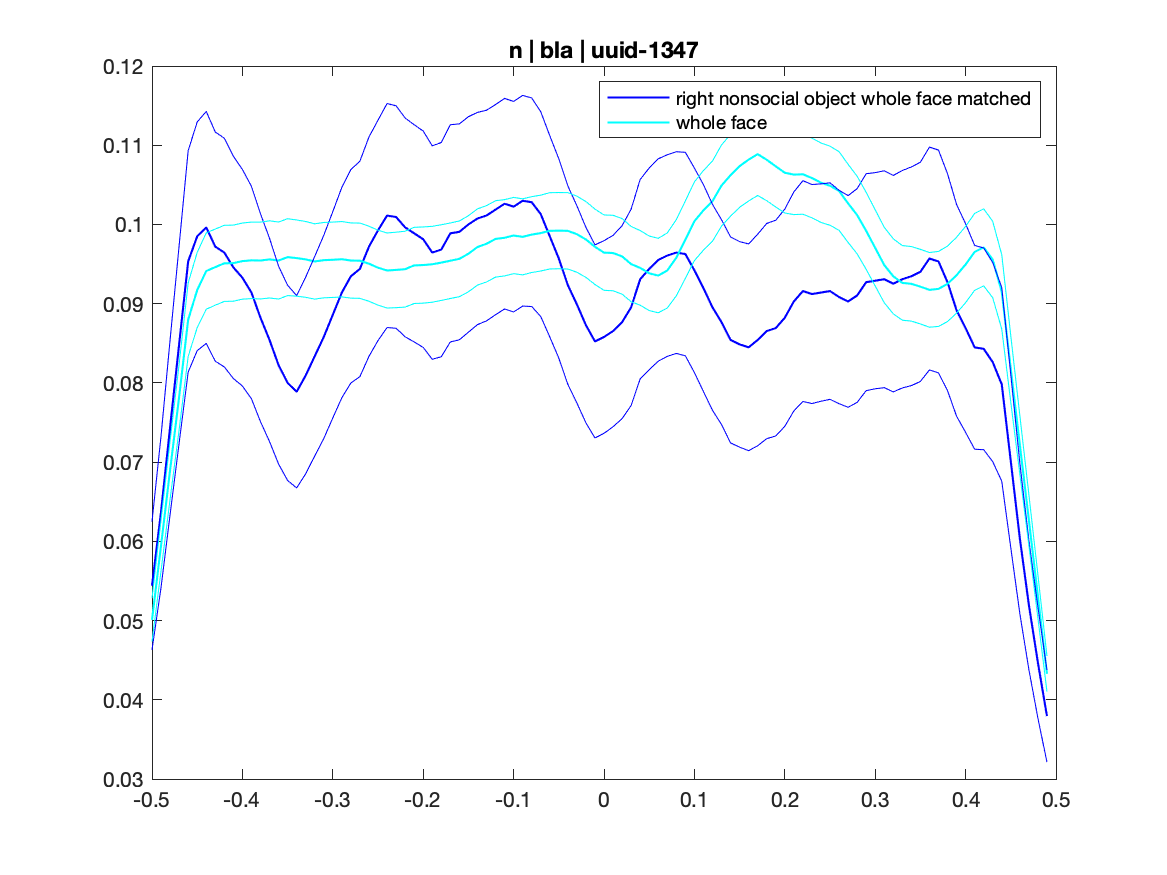 n | bla | uuid-1347
right nonsocial object whole face matched
whole face
0.12
0.11
0.1
0.09
0.08
0.07
0.06
0.05
0.04
0.03
-0.5 -0.4 -0.3 -0.2 -0.1 0 0.1 0.2 0.3 0.4 0.5